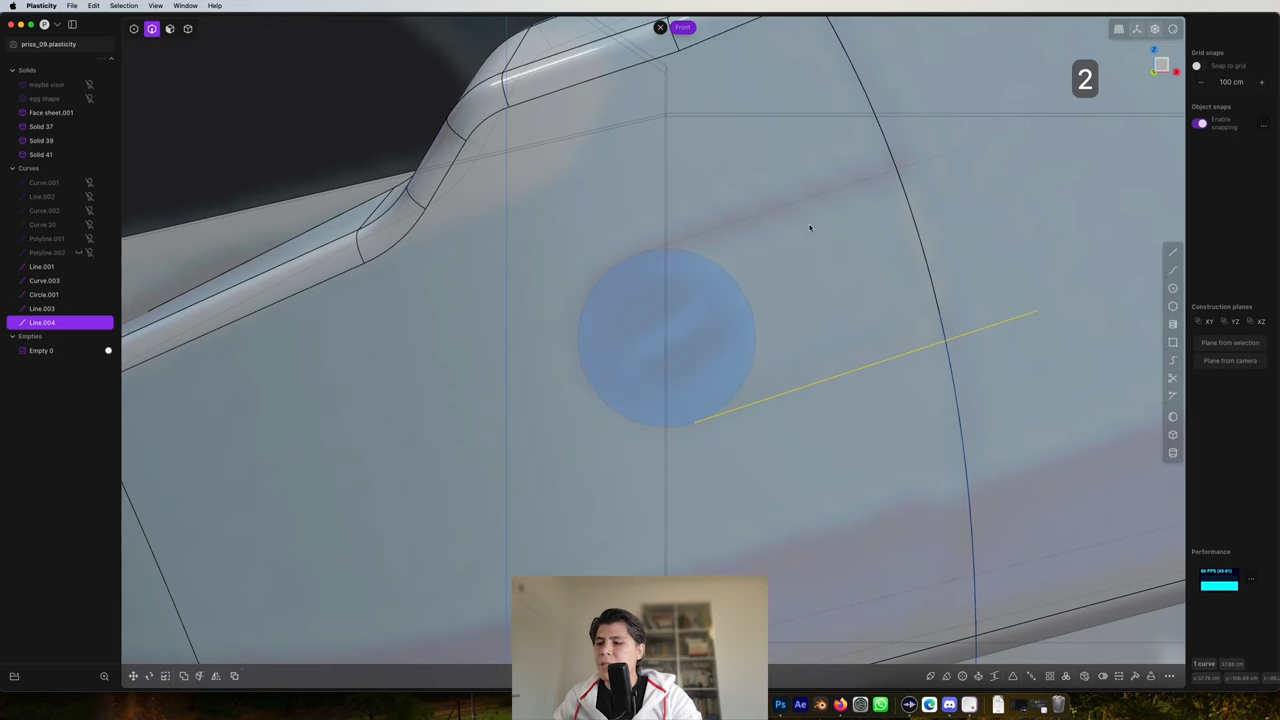 Plasticity File Edit Selection View Window Help
priss_09.plasticity
Front
2
Solids
maybe visor
egg shape
Face sheet.001
Solid 37
Solid 39
Solid 41
Curves
Curve.001
Line.002
Curve.002
Curve 20
Polyline.001
Polyline.002
Line.001
Curve.003
Circle.001
Line.003
Line.004
Empties
Empty 0
Z
X
Grid snaps
Snap to grid
− 100 cm +
Object snaps
Enable
snapping
...
Construction planes
XY YZ XZ
Plane from selection
Plane from camera
Performance
60 FPS
1 curve
Ps Ae